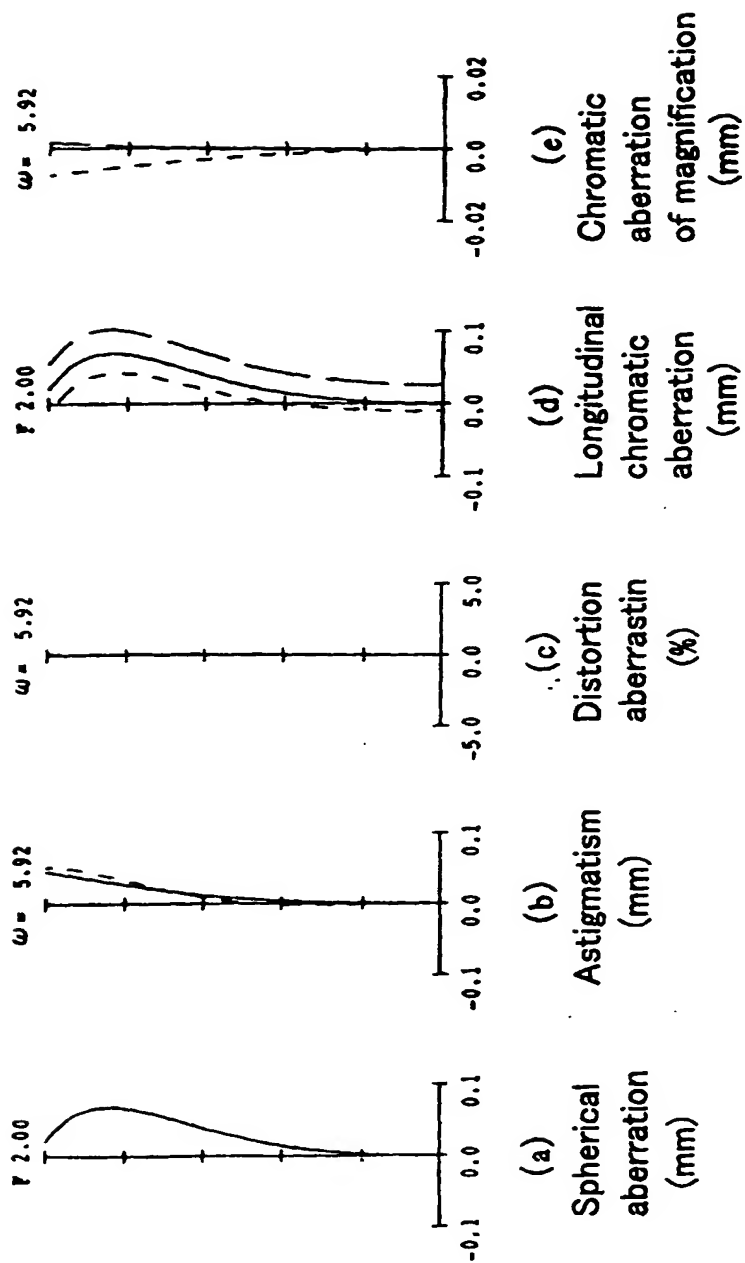 F 2.00
-0.1 0.0 0.1
(a)
Spherical
aberration
(mm)
ω= 5.92
-0.1 0.0 0.1
(b)
Astigmatism
(mm)
ω= 5.92
-5.0 0.0 5.0
(c)
Distortion
aberrastin
(%)
F 2.00
-0.1 0.0 0.1
(d)
Longitudinal
chromatic
aberration
(mm)
ω= 5.92
-0.02 0.0 0.02
(e)
Chromatic
aberration
of magnification
(mm)